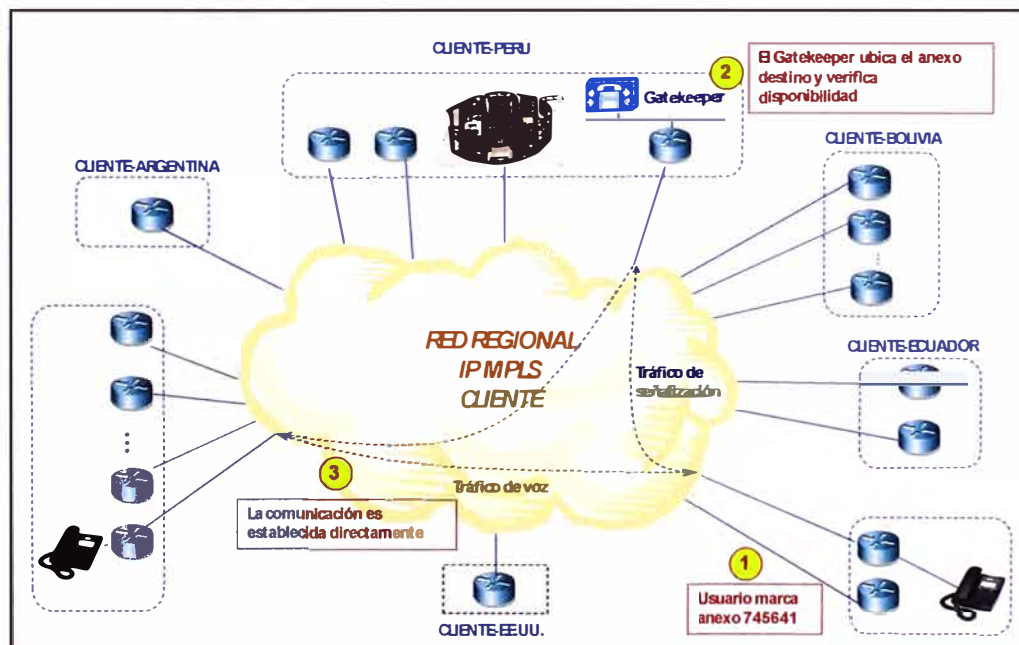 CLIENTE-PERU
2
El Gatekeeper ubica el anexo
destino y verifica
disponibilidad
Gatekeeper
CLIENTE-BOLIVIA
CLIENTE-ARGENTINA
RED REGIONAL
IP MPLS
CLIENTE
CLIENTE-ECUADOR
Tráfico de
señalización
3
Tráfico de voz
La comunicación es
establecida directamente
1
Usuario marca
anexo 745641
CLIENTE-EE.UU.